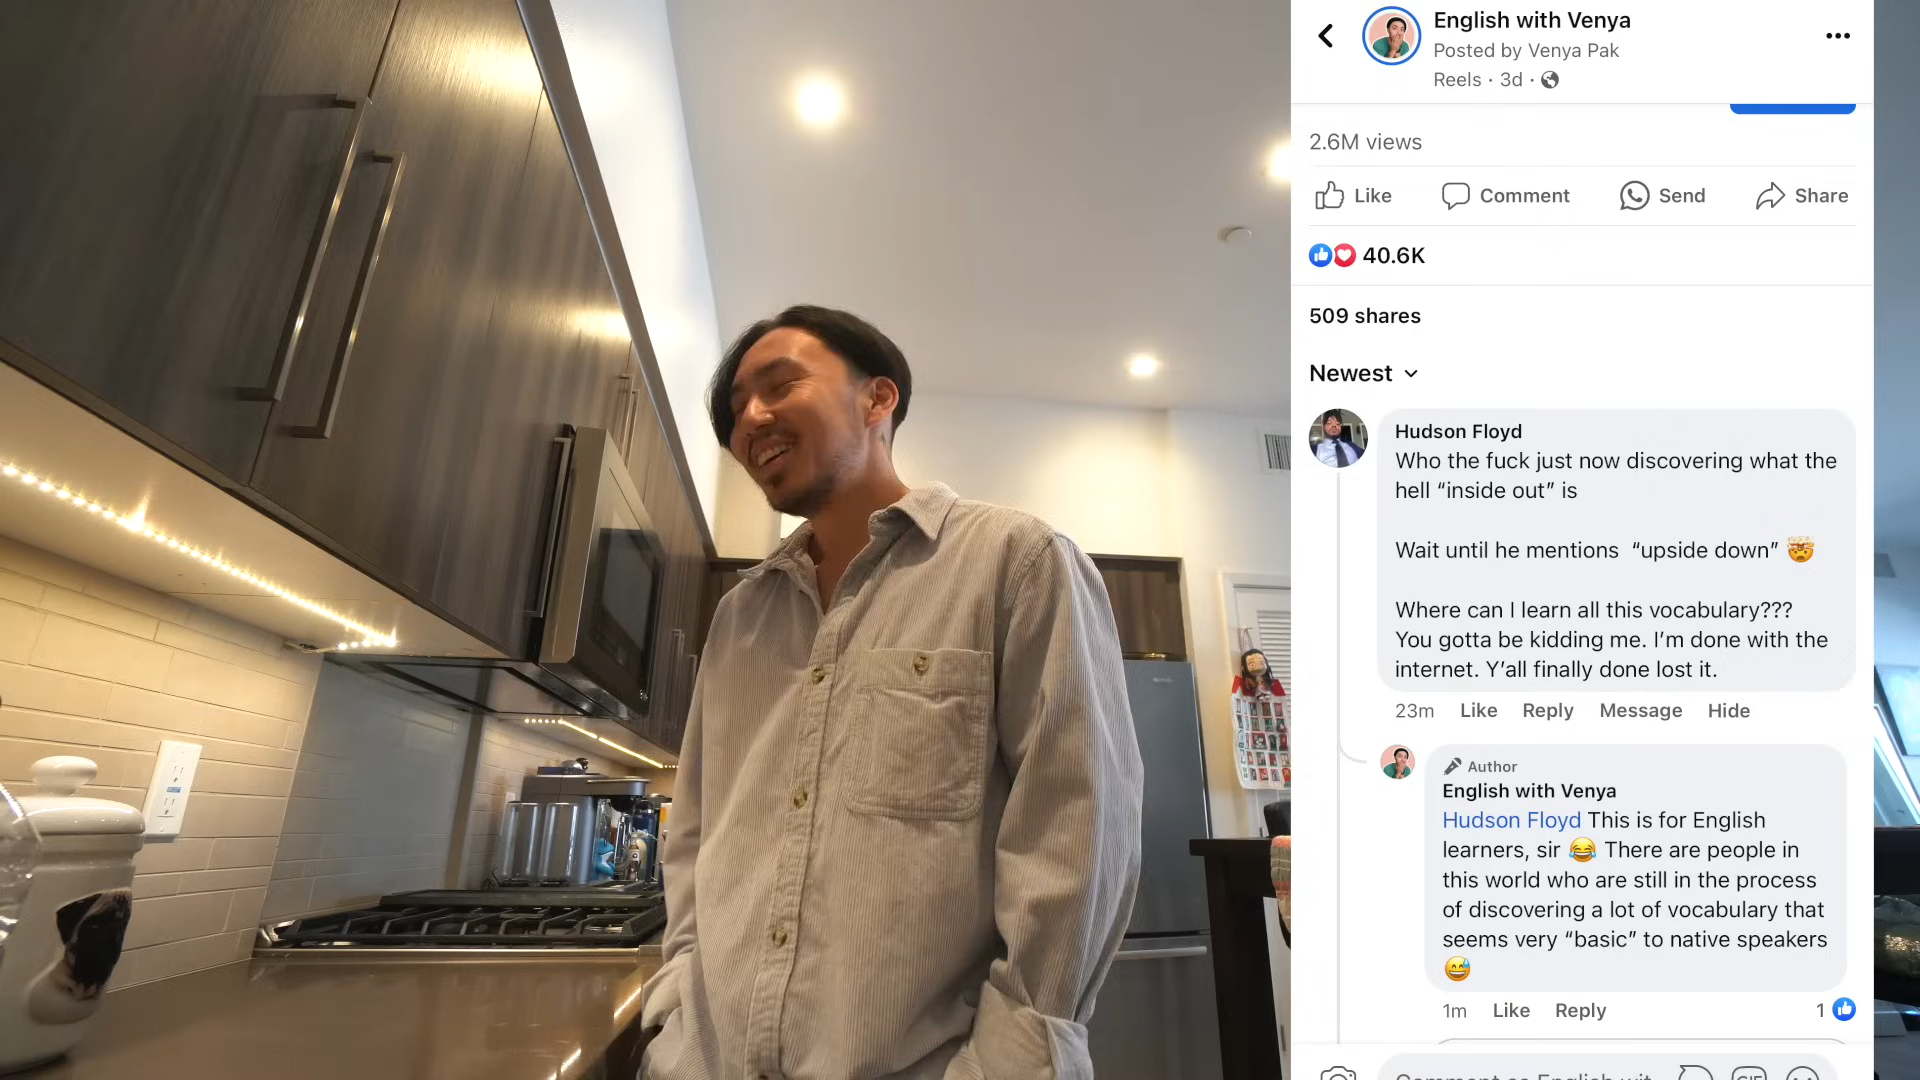 English with Venya
Posted by Venya Pak
Reels · 3d ·
2.6M views
Like
Comment
Send
Share
40.6K
509 shares
Newest
Hudson Floyd
Who the fuck just now discovering what the
hell “inside out” is
Wait until he mentions “upside down” 🤯
Where can I learn all this vocabulary???
You gotta be kidding me. I’m done with the
internet. Y’all finally done lost it.
23m Like Reply Message Hide
Author
English with Venya
Hudson Floyd This is for English
learners, sir 😂 There are people in
this world who are still in the process
of discovering a lot of vocabulary that
seems very “basic” to native speakers
😅
1m Like Reply 1
Comment as English wit
GIF